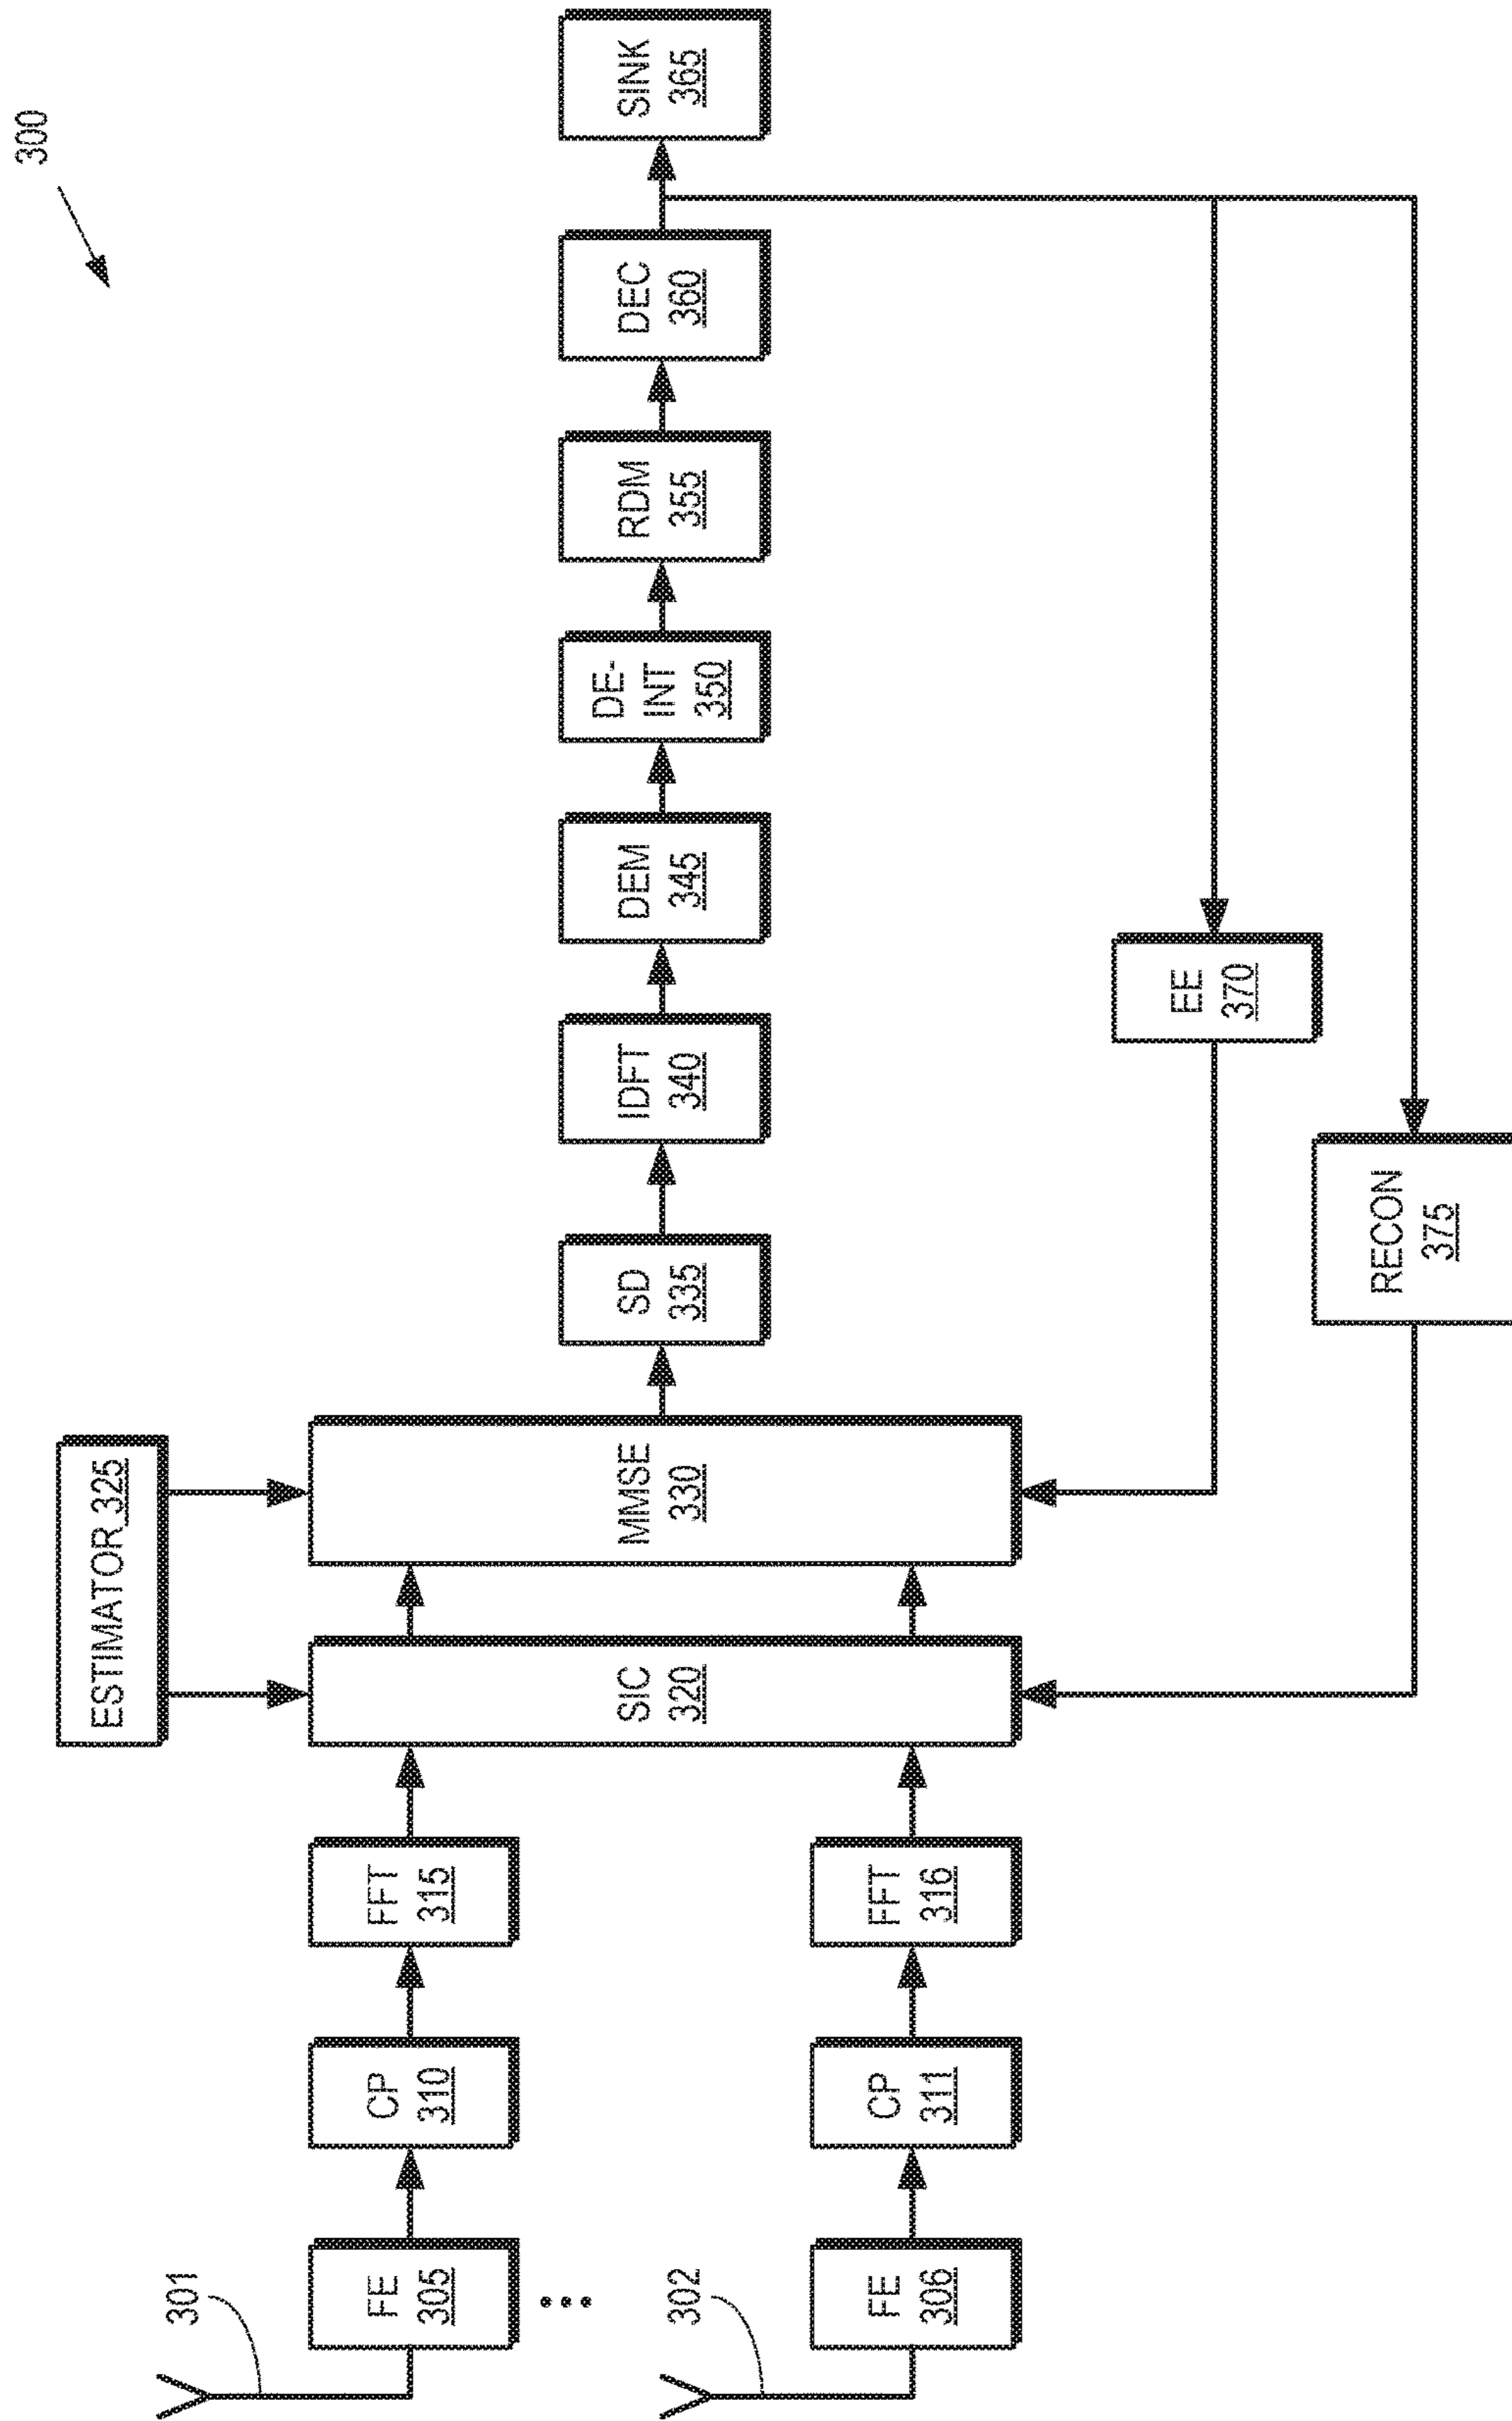 300
301
FE
305
CP
310
FFT
315
302
FE
306
CP
311
FFT
316
ESTIMATOR 325
SIC
320
MMSE
330
SD
335
IDFT
340
DEM
345
DE-
INT
350
RDM
355
DEC
360
SINK
365
EE
370
RECON
375